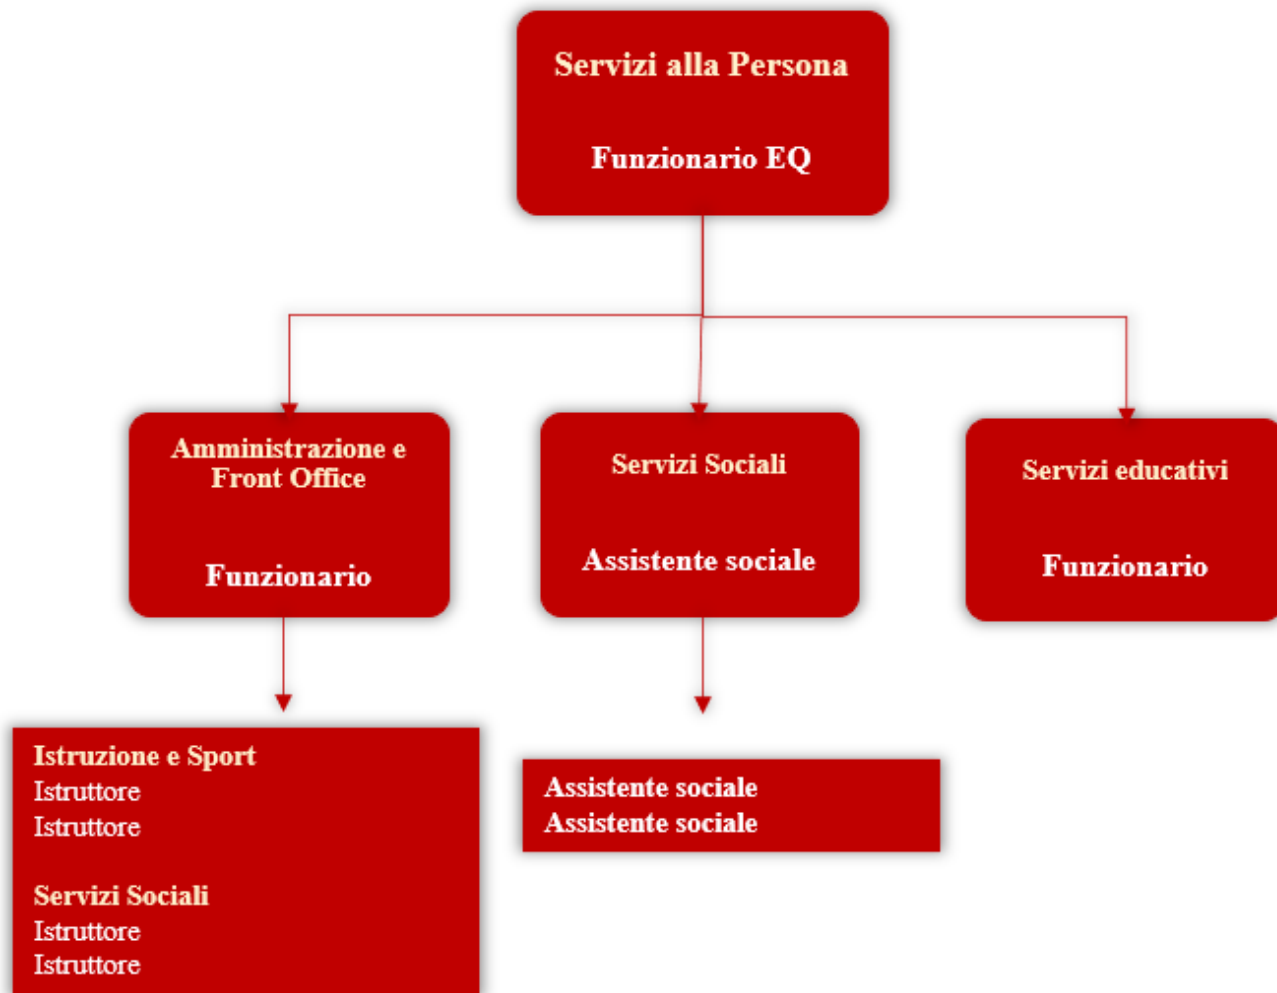 Servizi alla Persona
Funzionario EQ
Amministrazione e
Front Office
Funzionario
Servizi Sociali
Assistente sociale
Servizi educativi
Funzionario
Istruzione e Sport
Istruttore
Istruttore
Servizi Sociali
Istruttore
Istruttore
Assistente sociale
Assistente sociale